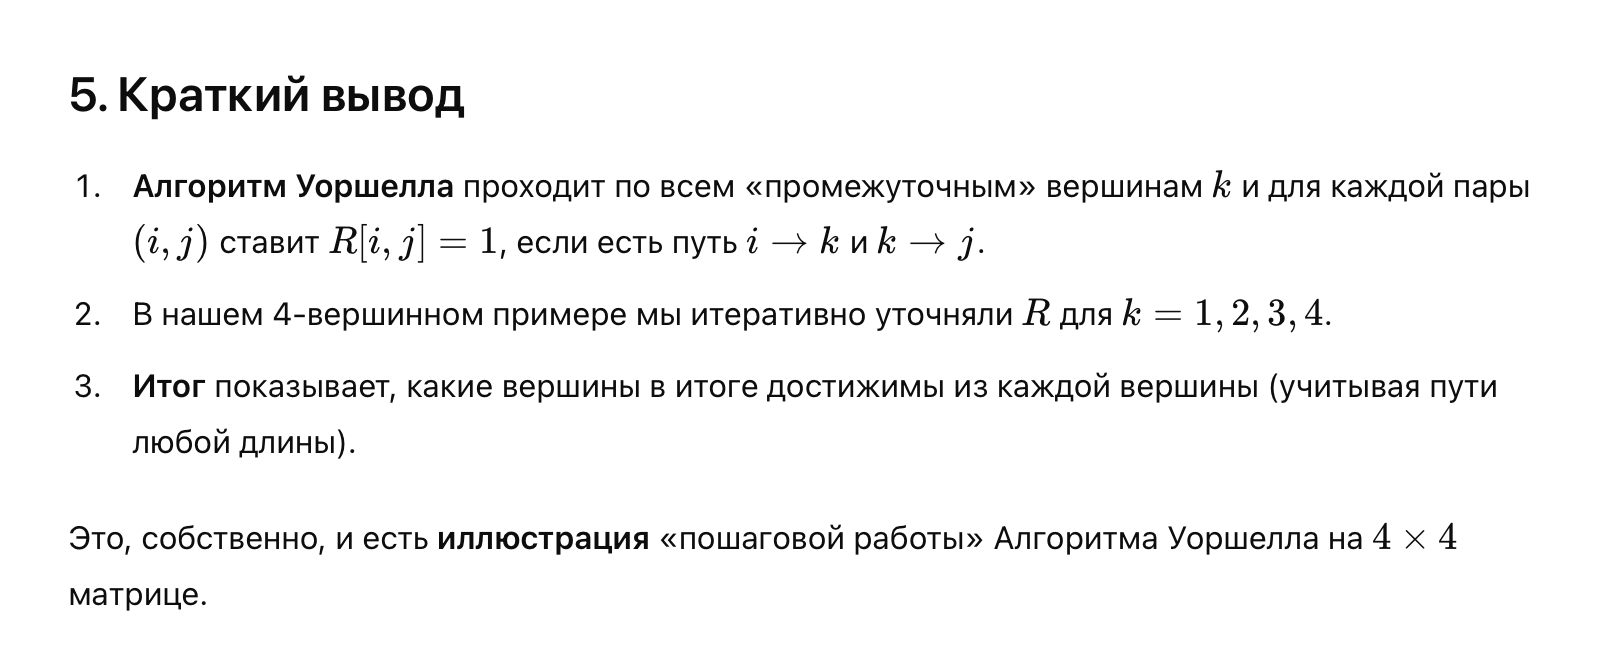 5. Краткий вывод
1. Алгоритм Уоршелла проходит по всем «промежуточным» вершинам k и для каждой пары
(i, j) ставит R[i, j] = 1, если есть путь i → k и k → j.
2. В нашем 4-вершинном примере мы итеративно уточняли R для k = 1, 2, 3, 4.
3. Итог показывает, какие вершины в итоге достижимы из каждой вершины (учитывая пути
любой длины).
Это, собственно, и есть иллюстрация «пошаговой работы» Алгоритма Уоршелла на 4 × 4
матрице.